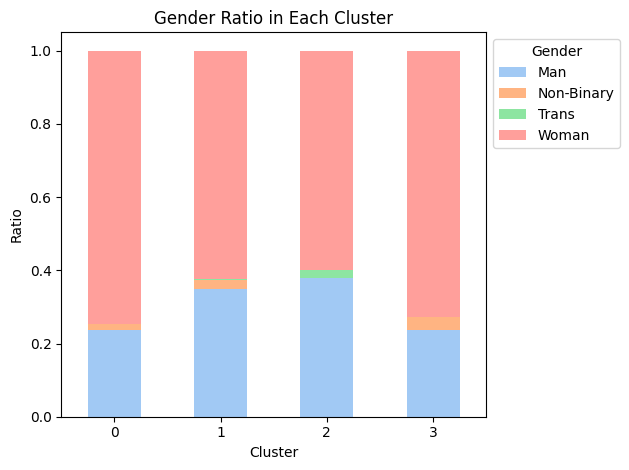 Gender Ratio in Each Cluster
Gender
Man
Non-Binary
Trans
Woman
1.0
0.8
0.6
0.4
0.2
0.0
Ratio
0 1 2 3
Cluster